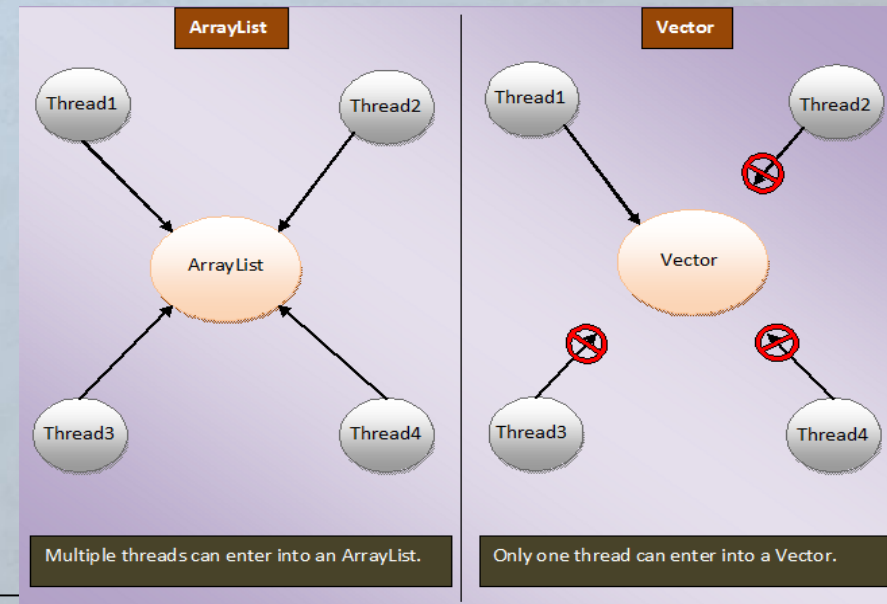 ArrayList
Thread1
Thread2
ArrayList
Thread3
Thread4
Multiple threads can enter into an ArrayList.
Vector
Thread1
Thread2
Vector
Thread3
Thread4
Only one thread can enter into a Vector.